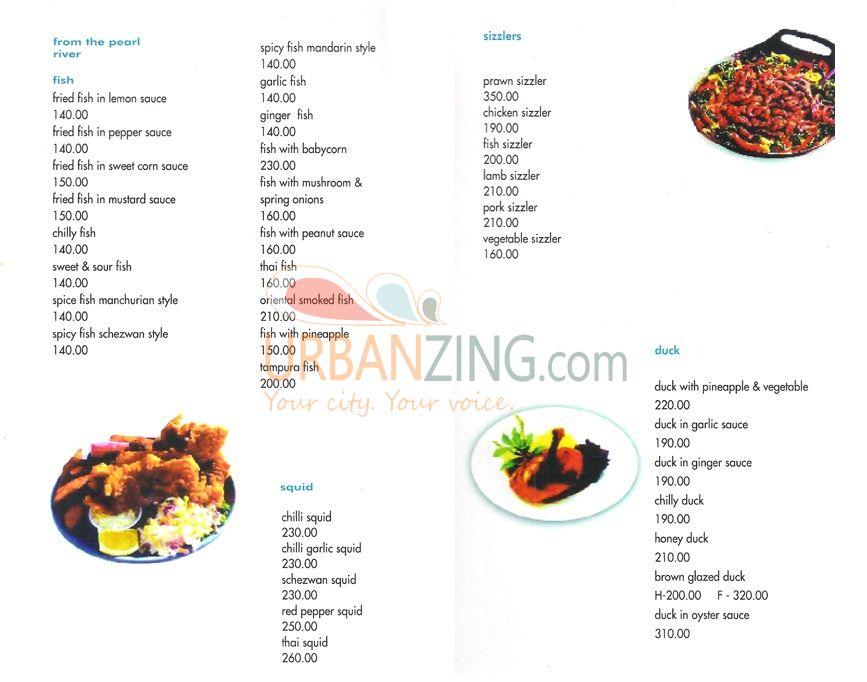 from the pearl
river
fish
fried fish in lemon sauce
140.00
fried fish in pepper sauce
140.00
fried fish in sweet corn sauce
150.00
fried fish in mustard sauce
150.00
chilly fish
140.00
sweet & sour fish
140.00
spice fish manchurian style
140.00
spicy fish schezwan style
140.00
spicy fish mandarin style
140.00
garlic fish
140.00
ginger fish
140.00
fish with babycorn
230.00
fish with mushroom &
spring onions
160.00
fish with peanut sauce
160.00
thai fish
160.00
oriental smoked fish
210.00
fish with pineapple
150.00
tampura fish
200.00
URBANZING.com
Your city. Your voice.
squid
chilli squid
230.00
chilli garlic squid
230.00
schezwan squid
230.00
red pepper squid
250.00
thai squid
260.00
sizzlers
prawn sizzler
350.00
chicken sizzler
190.00
fish sizzler
200.00
lamb sizzler
210.00
pork sizzler
210.00
vegetable sizzler
160.00
duck
duck with pineapple & vegetable
220.00
duck in garlic sauce
190.00
duck in ginger sauce
190.00
chilly duck
190.00
honey duck
210.00
brown glazed duck
H-200.00 F - 320.00
duck in oyster sauce
310.00